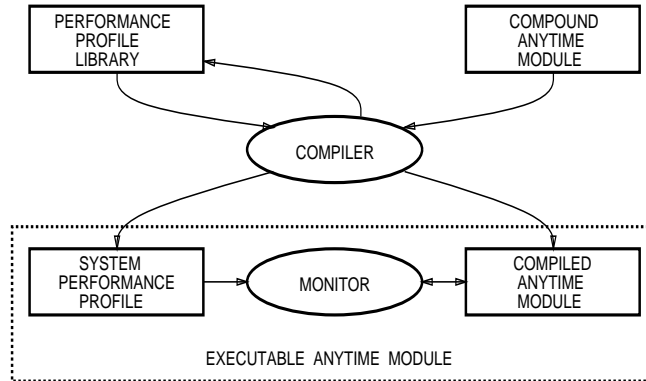 PERFORMANCE
PROFILE
LIBRARY
COMPOUND
ANYTIME
MODULE
COMPILER
SYSTEM
PERFORMANCE
PROFILE
MONITOR
COMPILED
ANYTIME
MODULE
EXECUTABLE ANYTIME MODULE